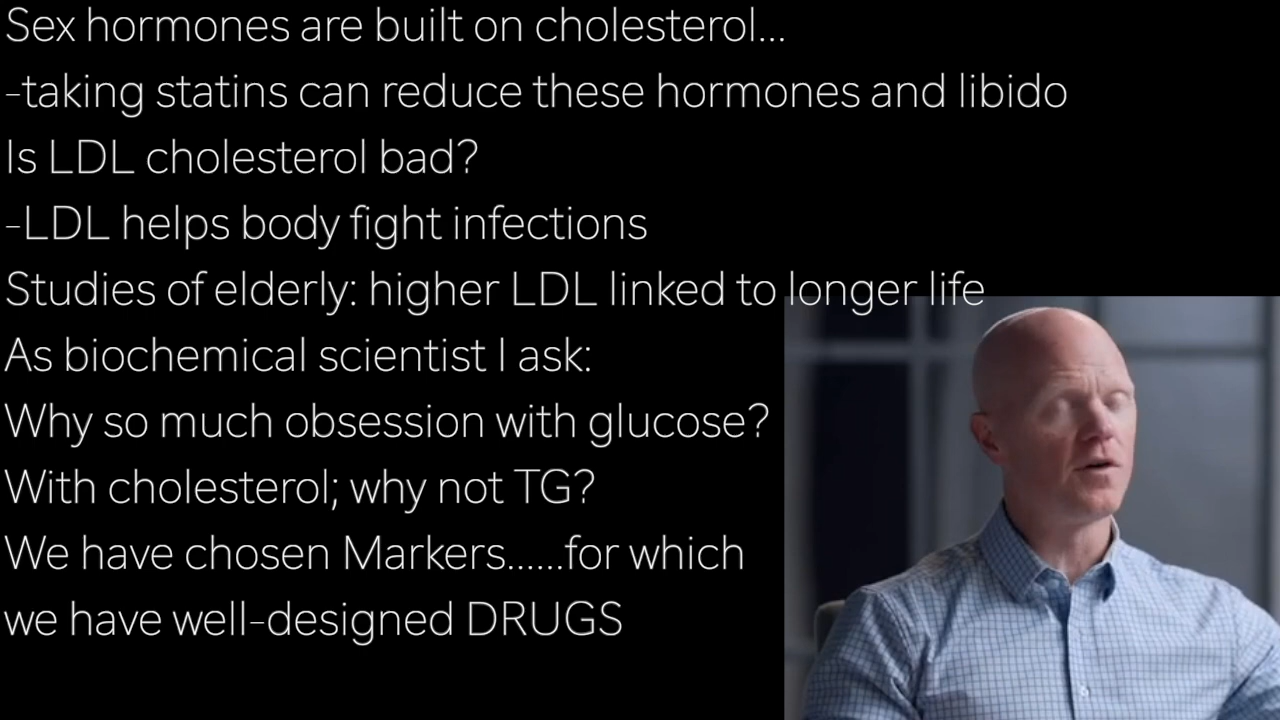 Sex hormones are built on cholesterol...
-taking statins can reduce these hormones and libido
Is LDL cholesterol bad?
-LDL helps body fight infections
Studies of elderly: higher LDL linked to longer life
As biochemical scientist I ask:
Why so much obsession with glucose?
With cholesterol; why not TG?
We have chosen Markers......for which
we have well-designed DRUGS